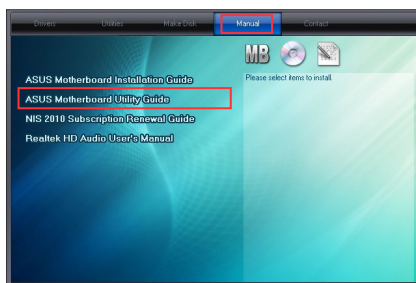 Drivers
Utilities
Make Disk
Manual
Contact
MB
Please select items to install.
ASUS Motherboard Installation Guide
ASUS Motherboard Utility Guide
NIS 2010 Subscription Renewal Guide
Realtek HD Audio User's Manual